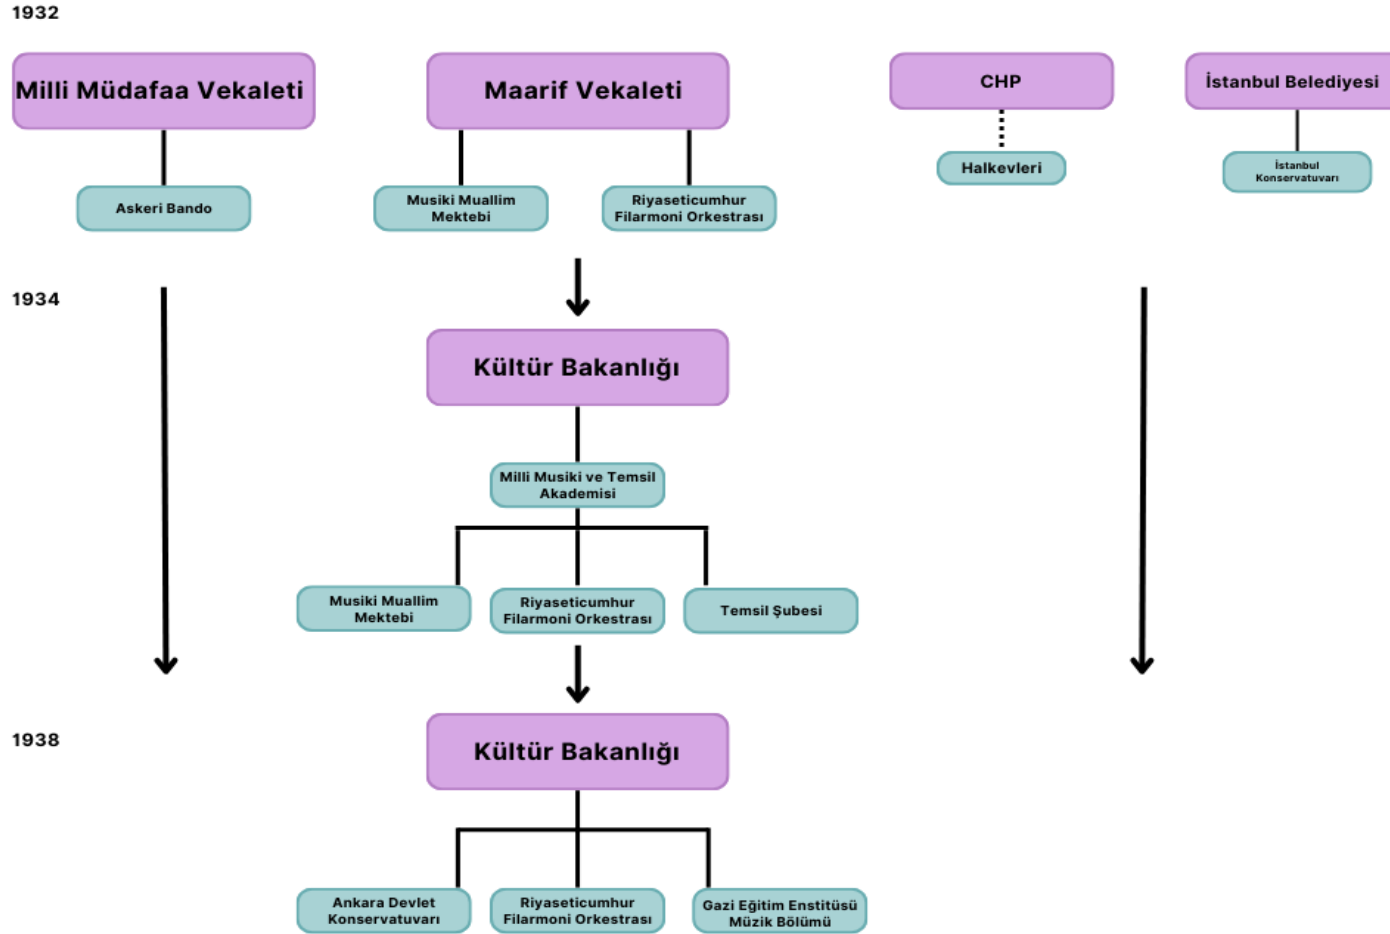 1932
Milli Müdafaa Vekaleti
Maarif Vekaleti
CHP
İstanbul Belediyesi
Askeri Bando
Musiki Muallim
Mektebi
Riyaseticumhur
Filarmoni Orkestrası
Halkevleri
İstanbul
Konservatuvarı
1934
Kültür Bakanlığı
Milli Musiki ve Temsil
Akademisi
Musiki Muallim
Mektebi
Riyaseticumhur
Filarmoni Orkestrası
Temsil Şubesi
1938
Kültür Bakanlığı
Ankara Devlet
Konservatuvarı
Riyaseticumhur
Filarmoni Orkestrası
Gazi Eğitim Enstitüsü
Müzik Bölümü